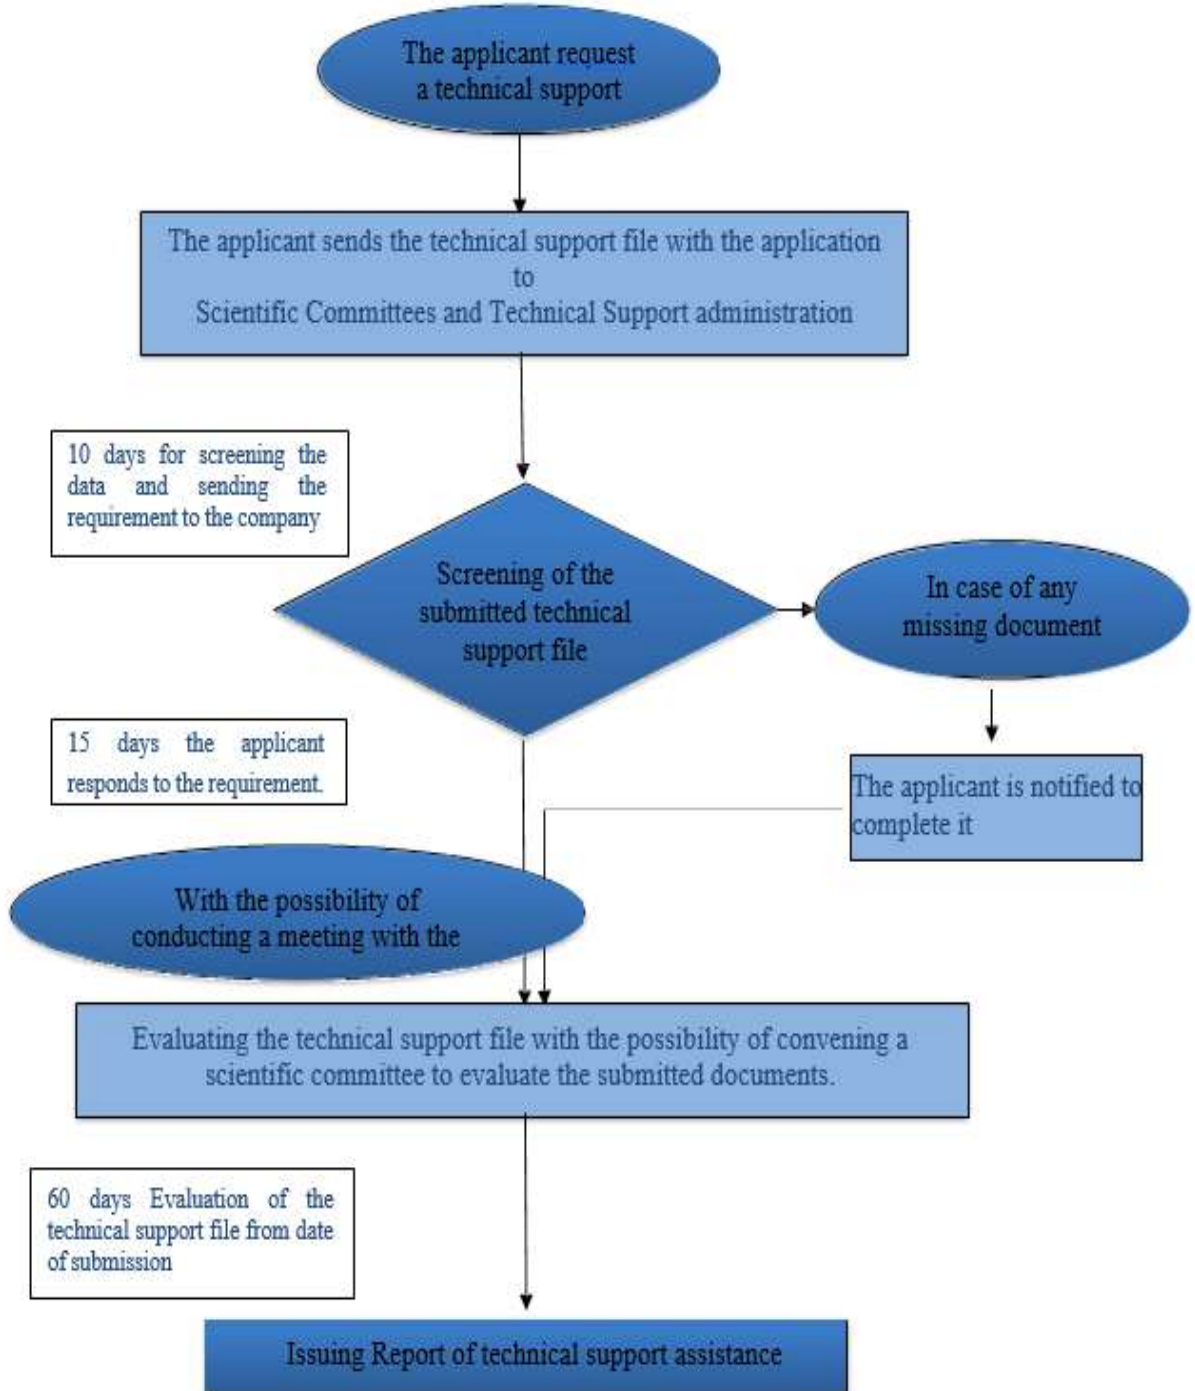 The applicant request
a technical support
The applicant sends the technical support file with the application
to
Scientific Committees and Technical Support administration
10 days for screening the
data and sending the
requirement to the company
Screening of the
submitted technical
support file
In case of any
missing document
15 days the applicant
responds to the requirement.
The applicant is notified to
complete it
With the possibility of
conducting a meeting with the
Evaluating the technical support file with the possibility of convening a
scientific committee to evaluate the submitted documents.
60 days Evaluation of the
technical support file from date
of submission
Issuing Report of technical support assistance